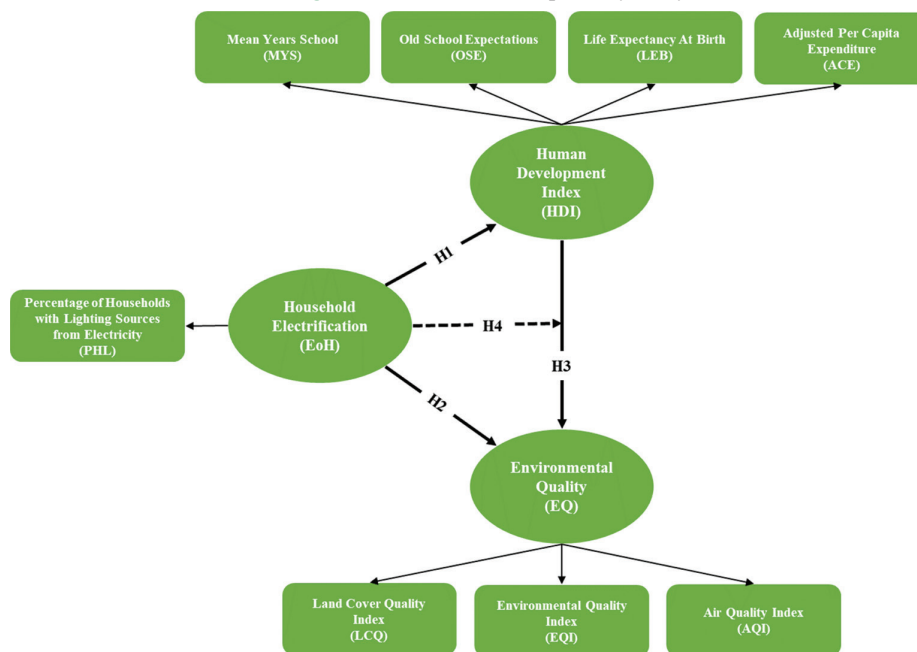 Mean Years School
(MYS)
Old School Expectations
(OSE)
Life Expectancy At Birth
(LEB)
Adjusted Per Capita
Expenditure
(ACE)
Human
Development
Index
(HDI)
H1
Household
Electrification
(EoH)
Percentage of Households
with Lighting Sources
from Electricity
(PHL)
H4
H3
H2
Environmental
Quality
(EQ)
Land Cover Quality
Index
(LCQ)
Environmental Quality
Index
(EQI)
Air Quality Index
(AQI)